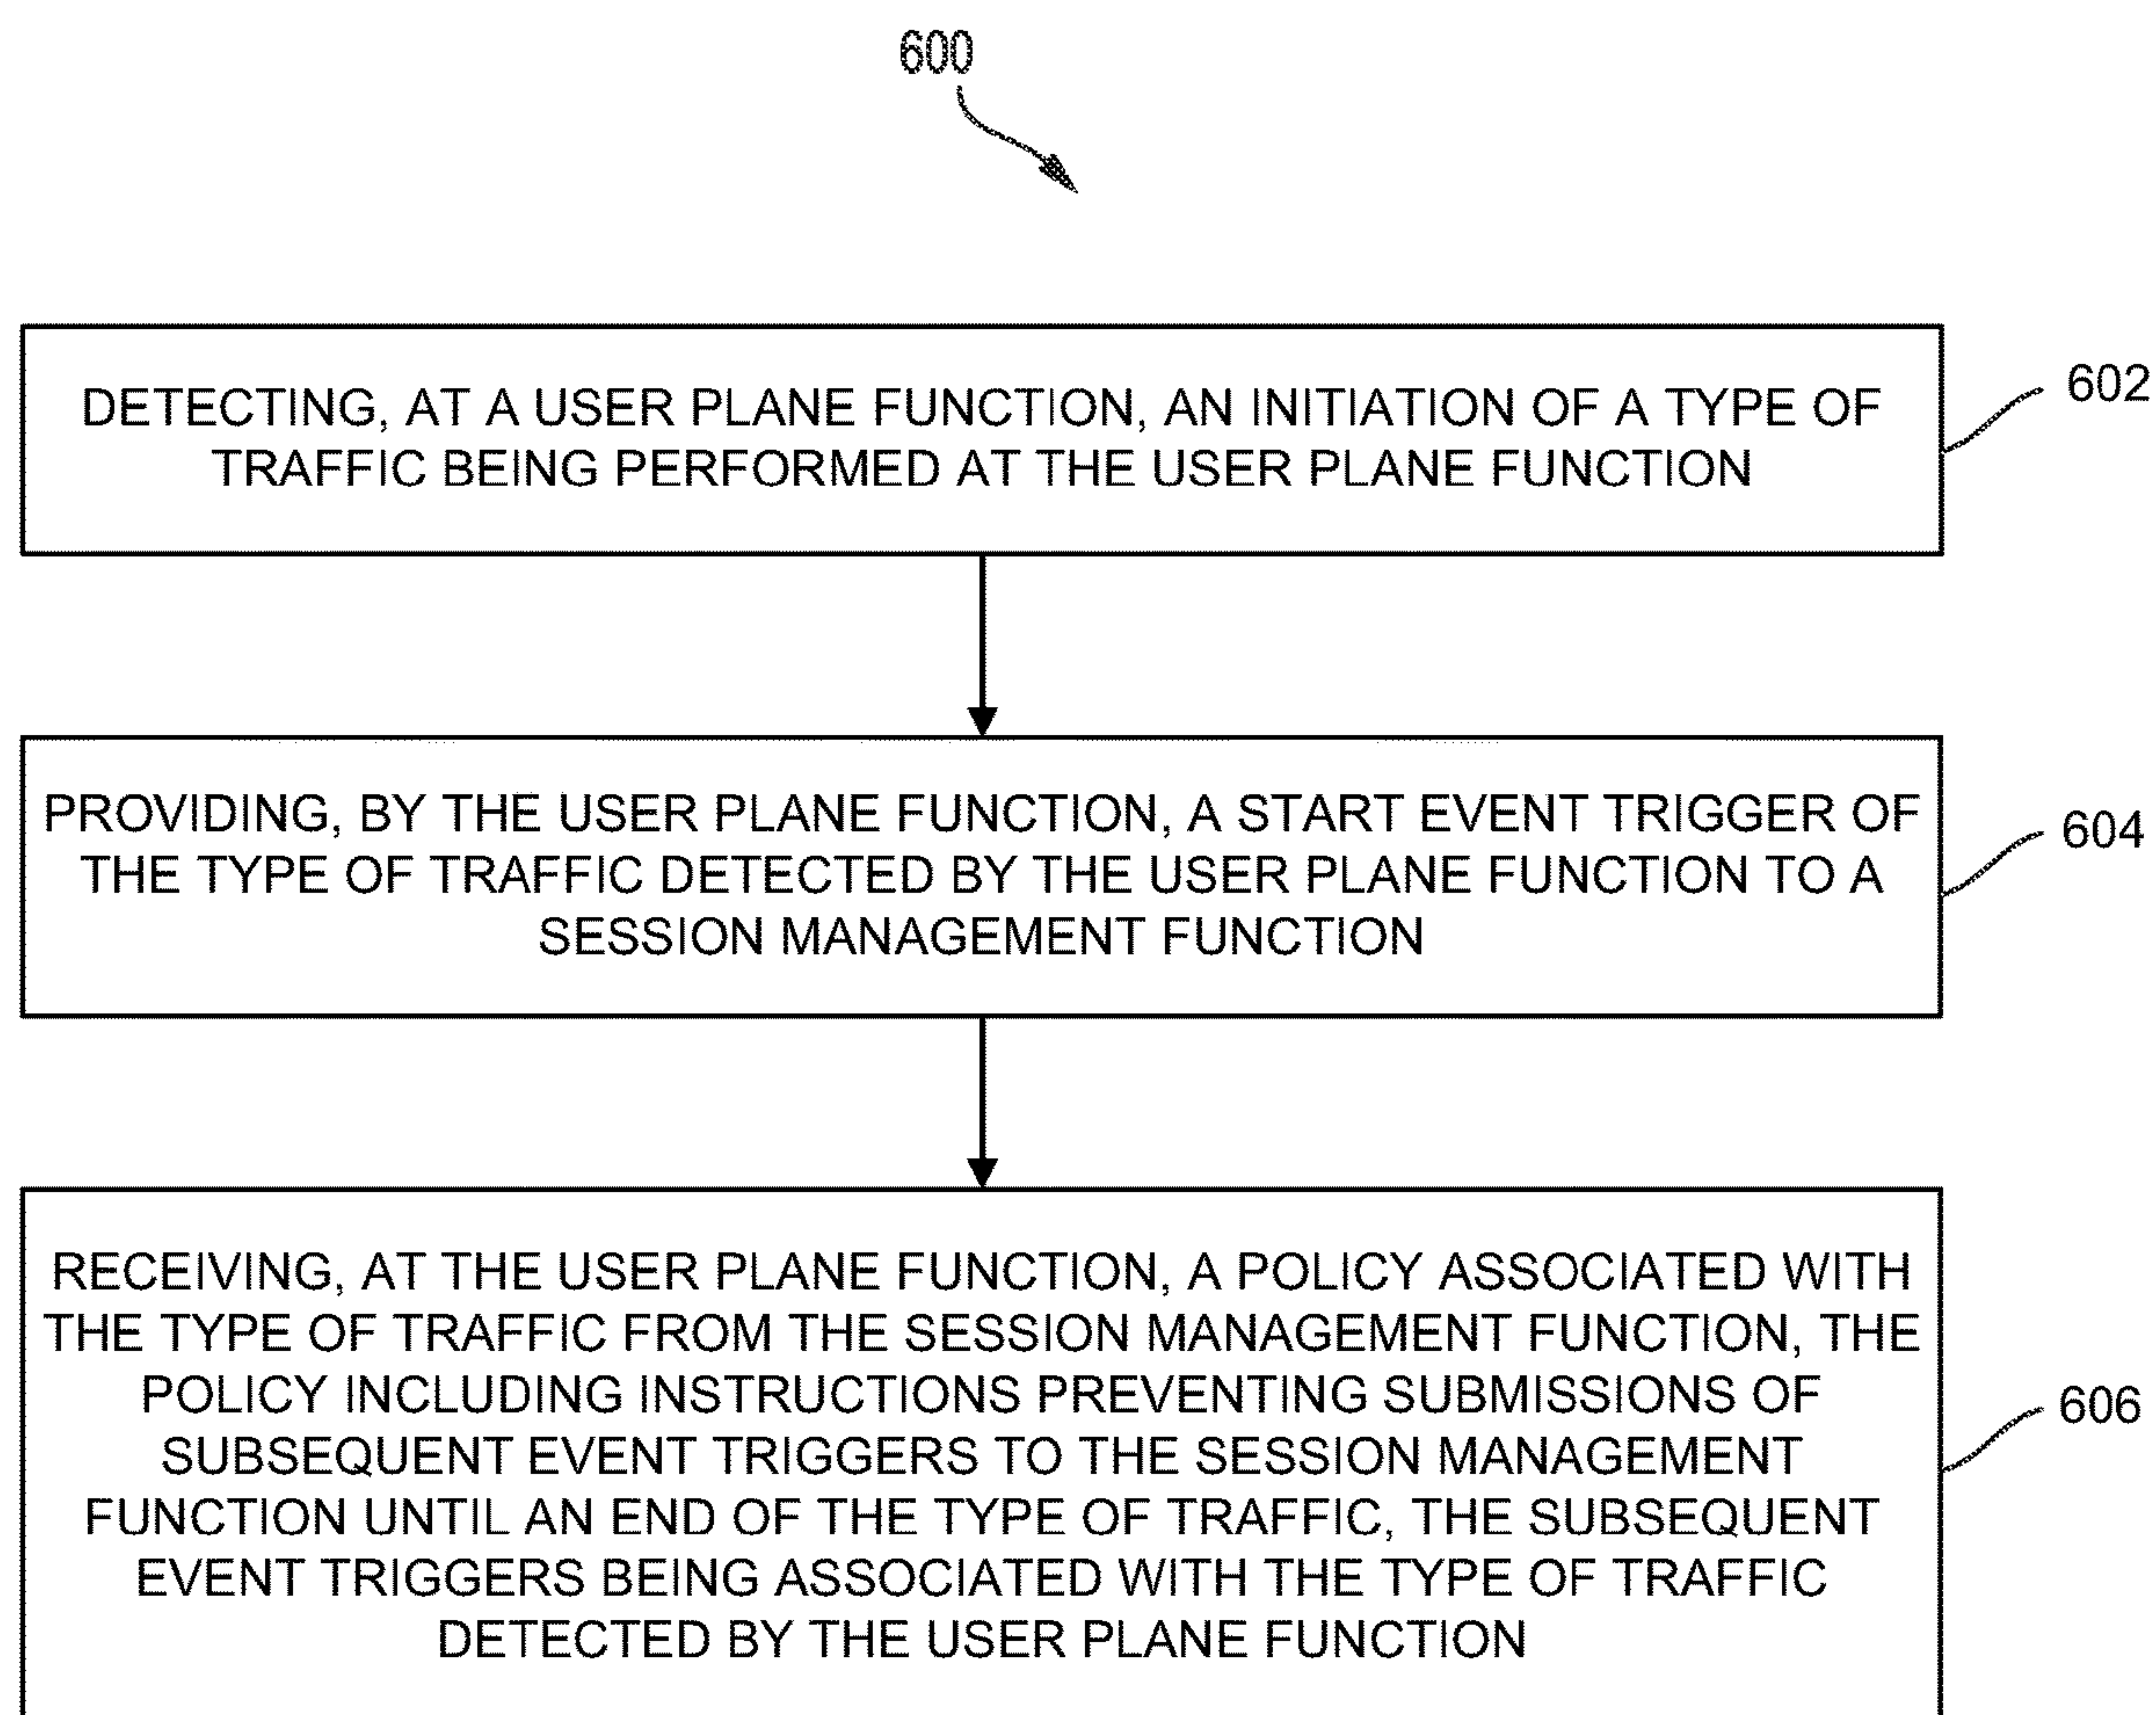 600
DETECTING, AT A USER PLANE FUNCTION, AN INITIATION OF A TYPE OF
TRAFFIC BEING PERFORMED AT THE USER PLANE FUNCTION
602
PROVIDING, BY THE USER PLANE FUNCTION, A START EVENT TRIGGER OF
THE TYPE OF TRAFFIC DETECTED BY THE USER PLANE FUNCTION TO A
SESSION MANAGEMENT FUNCTION
604
RECEIVING, AT THE USER PLANE FUNCTION, A POLICY ASSOCIATED WITH
THE TYPE OF TRAFFIC FROM THE SESSION MANAGEMENT FUNCTION, THE
POLICY INCLUDING INSTRUCTIONS PREVENTING SUBMISSIONS OF
SUBSEQUENT EVENT TRIGGERS TO THE SESSION MANAGEMENT
FUNCTION UNTIL AN END OF THE TYPE OF TRAFFIC, THE SUBSEQUENT
EVENT TRIGGERS BEING ASSOCIATED WITH THE TYPE OF TRAFFIC
DETECTED BY THE USER PLANE FUNCTION
606